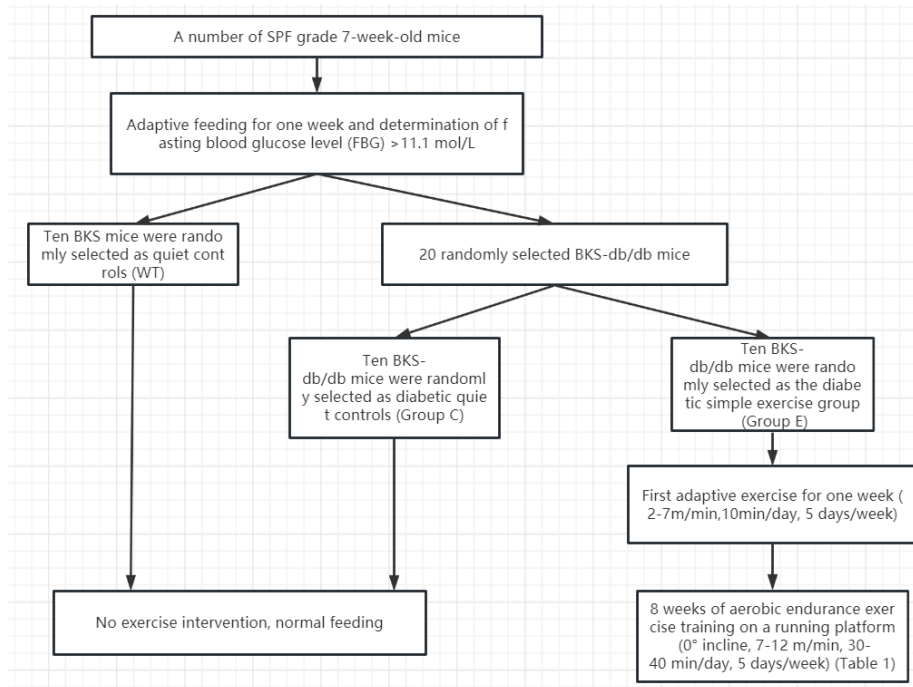 A number of SPF grade 7-week-old mice
Adaptive feeding for one week and determination of f
asting blood glucose level (FBG) >11.1 mol/L
Ten BKS mice were rando
mly selected as quiet cont
rols (WT)
20 randomly selected BKS-db/db mice
Ten BKS-
db/db mice were randoml
y selected as diabetic quie
t controls (Group C)
Ten BKS-
db/db mice were rando
mly selected as the diabe
tic simple exercise group
(Group E)
First adaptive exercise for one week (
2-7m/min,10min/day, 5 days/week)
No exercise intervention, normal feeding
8 weeks of aerobic endurance exer
cise training on a running platform
(0° incline, 7-12 m/min, 30-
40 min/day, 5 days/week) (Table 1)